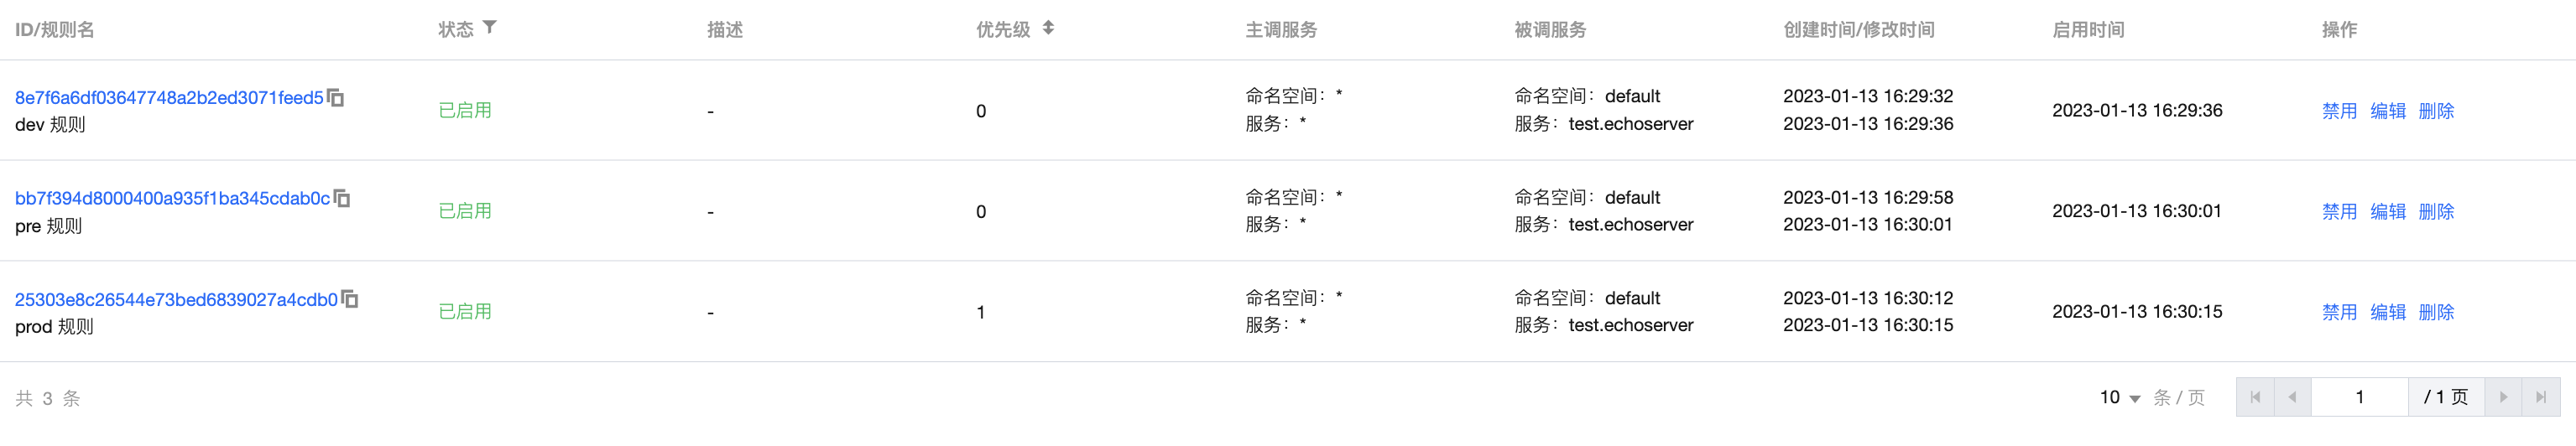 ID/规则名 状态 描述 优先级 主调服务 被调服务 创建时间/修改时间 启用时间 操作
8e7f6a6df03647748a2b2ed3071feed5
dev 规则
已启用
-
0
命名空间：*
服务：*
命名空间：default
服务：test.echoserver
2023-01-13 16:29:32
2023-01-13 16:29:36
2023-01-13 16:29:36
禁用 编辑 删除
bb7f394d8000400a935f1ba345cdab0c
pre 规则
已启用
-
0
命名空间：*
服务：*
命名空间：default
服务：test.echoserver
2023-01-13 16:29:58
2023-01-13 16:30:01
2023-01-13 16:30:01
禁用 编辑 删除
25303e8c26544e73bed6839027a4cdb0
prod 规则
已启用
-
1
命名空间：*
服务：*
命名空间：default
服务：test.echoserver
2023-01-13 16:30:12
2023-01-13 16:30:15
2023-01-13 16:30:15
禁用 编辑 删除
共 3 条
10 条 / 页 1 / 1 页